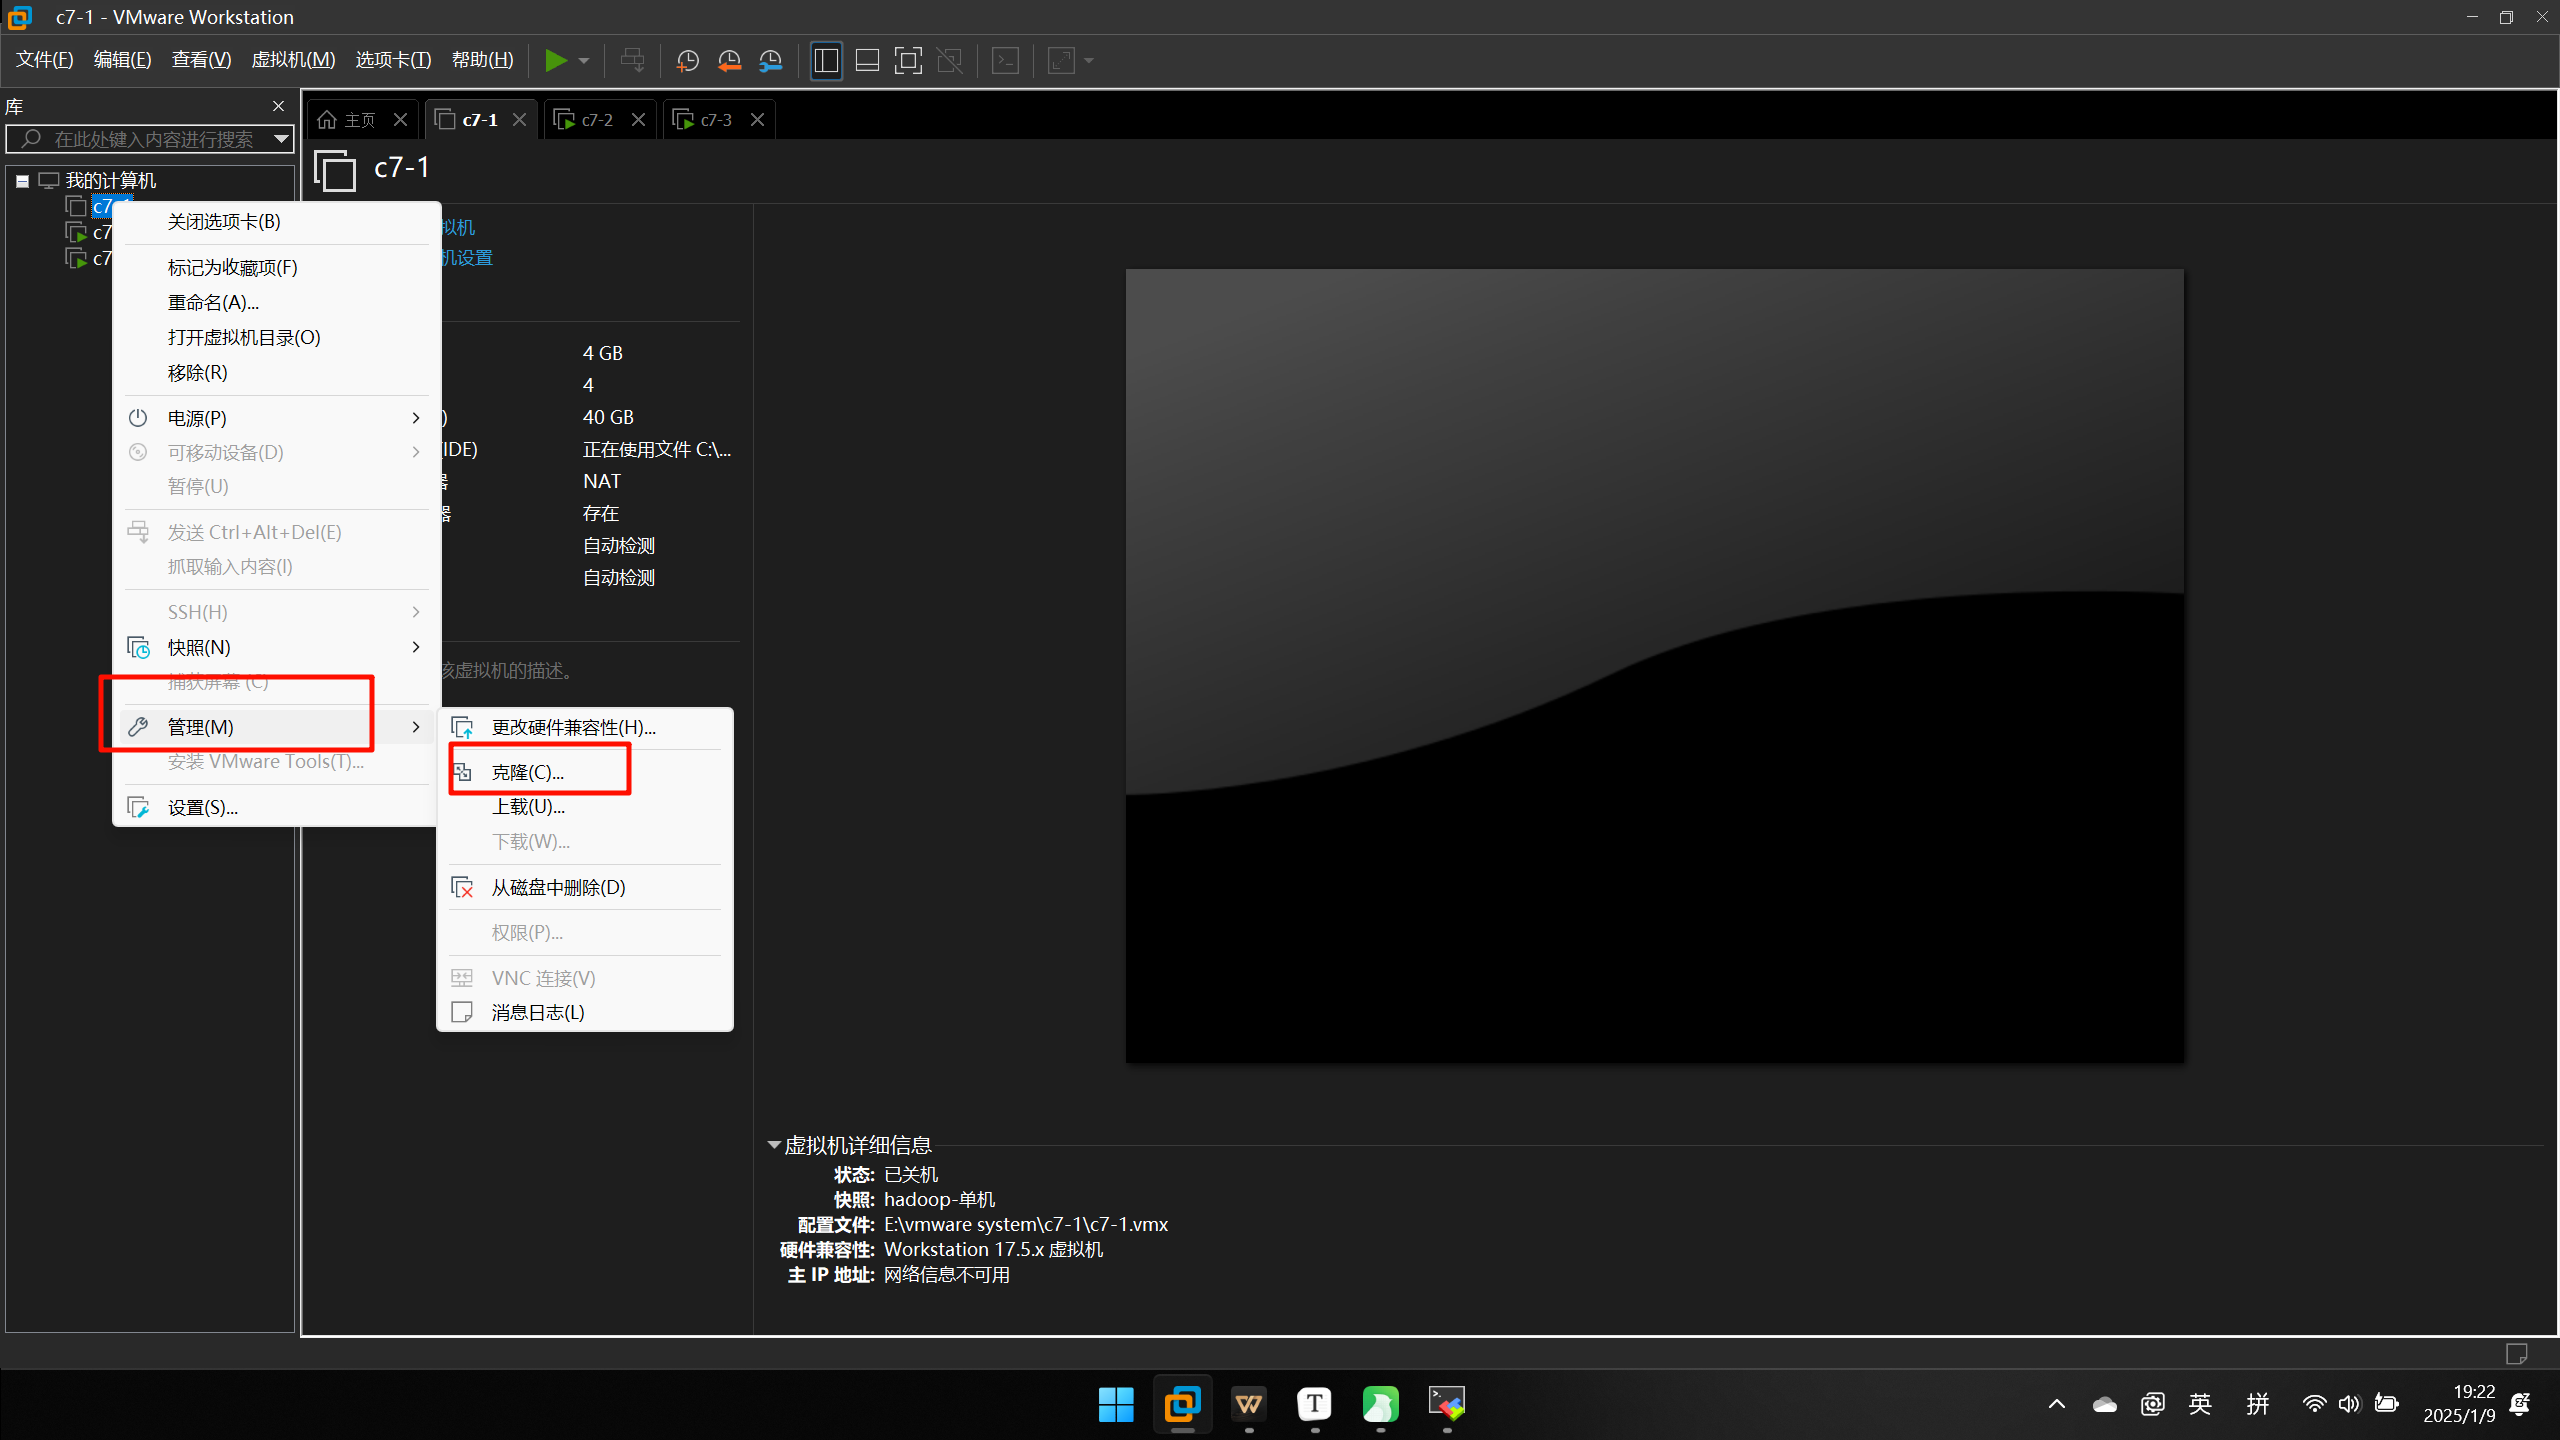 c7-1 - VMware Workstation
文件(F) 编辑(E) 查看(V) 虚拟机(M) 选项卡(T) 帮助(H)
库
在此处键入内容进行搜索
我的计算机
c7-1
c7
c7
主页
c7-1
c7-2
c7-3
c7-1
拟机
机设置
4 GB
4
)
40 GB
(IDE)
正在使用文件 C:\...
NAT
器
存在
自动检测
自动检测
该虚拟机的描述。
关闭选项卡(B)
标记为收藏项(F)
重命名(A)...
打开虚拟机目录(O)
移除(R)
电源(P)
可移动设备(D)
暂停(U)
发送 Ctrl+Alt+Del(E)
抓取输入内容(I)
SSH(H)
快照(N)
捕获屏幕 (C)
管理(M)
安装 VMware Tools(T)...
设置(S)...
更改硬件兼容性(H)...
克隆(C)...
上载(U)...
下载(W)...
从磁盘中删除(D)
权限(P)...
VNC 连接(V)
消息日志(L)
虚拟机详细信息
状态: 已关机
快照: hadoop-单机
配置文件: E:\vmware system\c7-1\c7-1.vmx
硬件兼容性: Workstation 17.5.x 虚拟机
主 IP 地址: 网络信息不可用
英
拼
19:22
2025/1/9